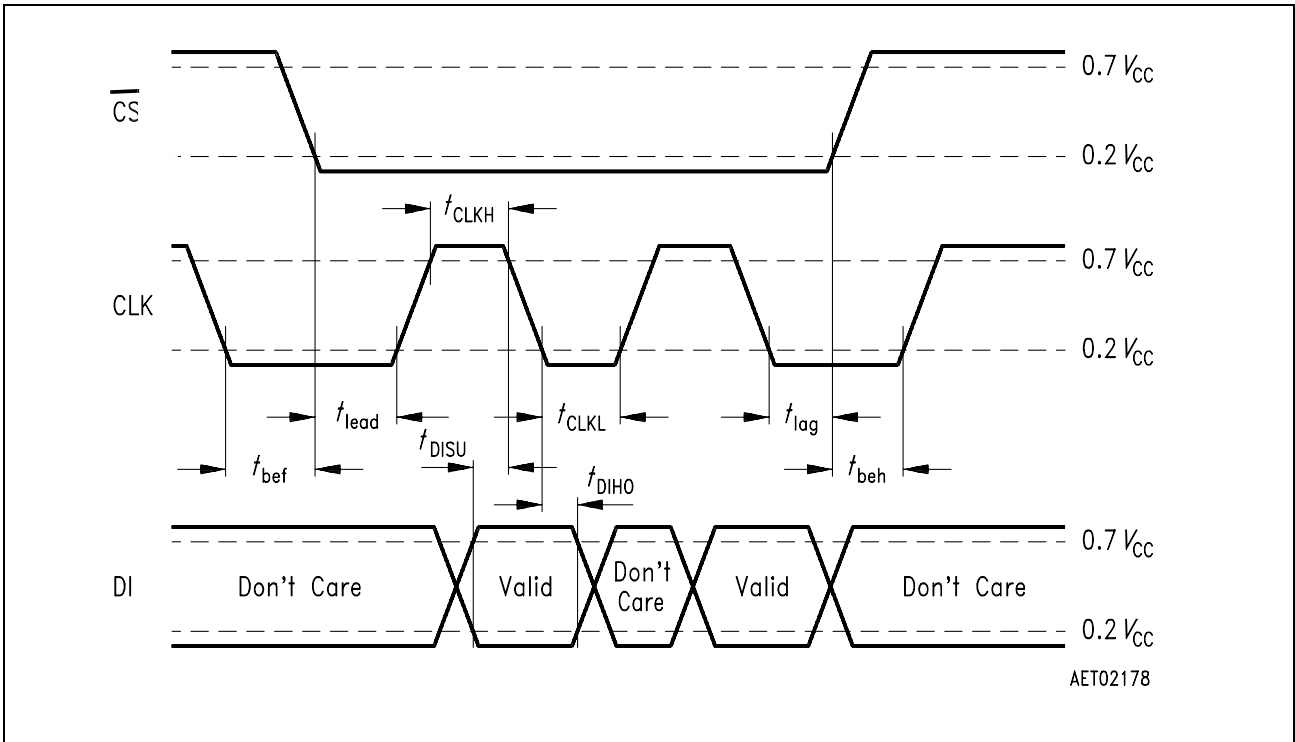 0.7 VCC
CS
0.2 VCC
tCLKH
0.7 VCC
CLK
0.2 VCC
tlead
tCLKL
tlag
tDISU
tbef
tbeh
tDIHO
0.7 VCC
DI
Don't Care
Valid
Don't
Care
Valid
Don't Care
0.2 VCC
AET02178